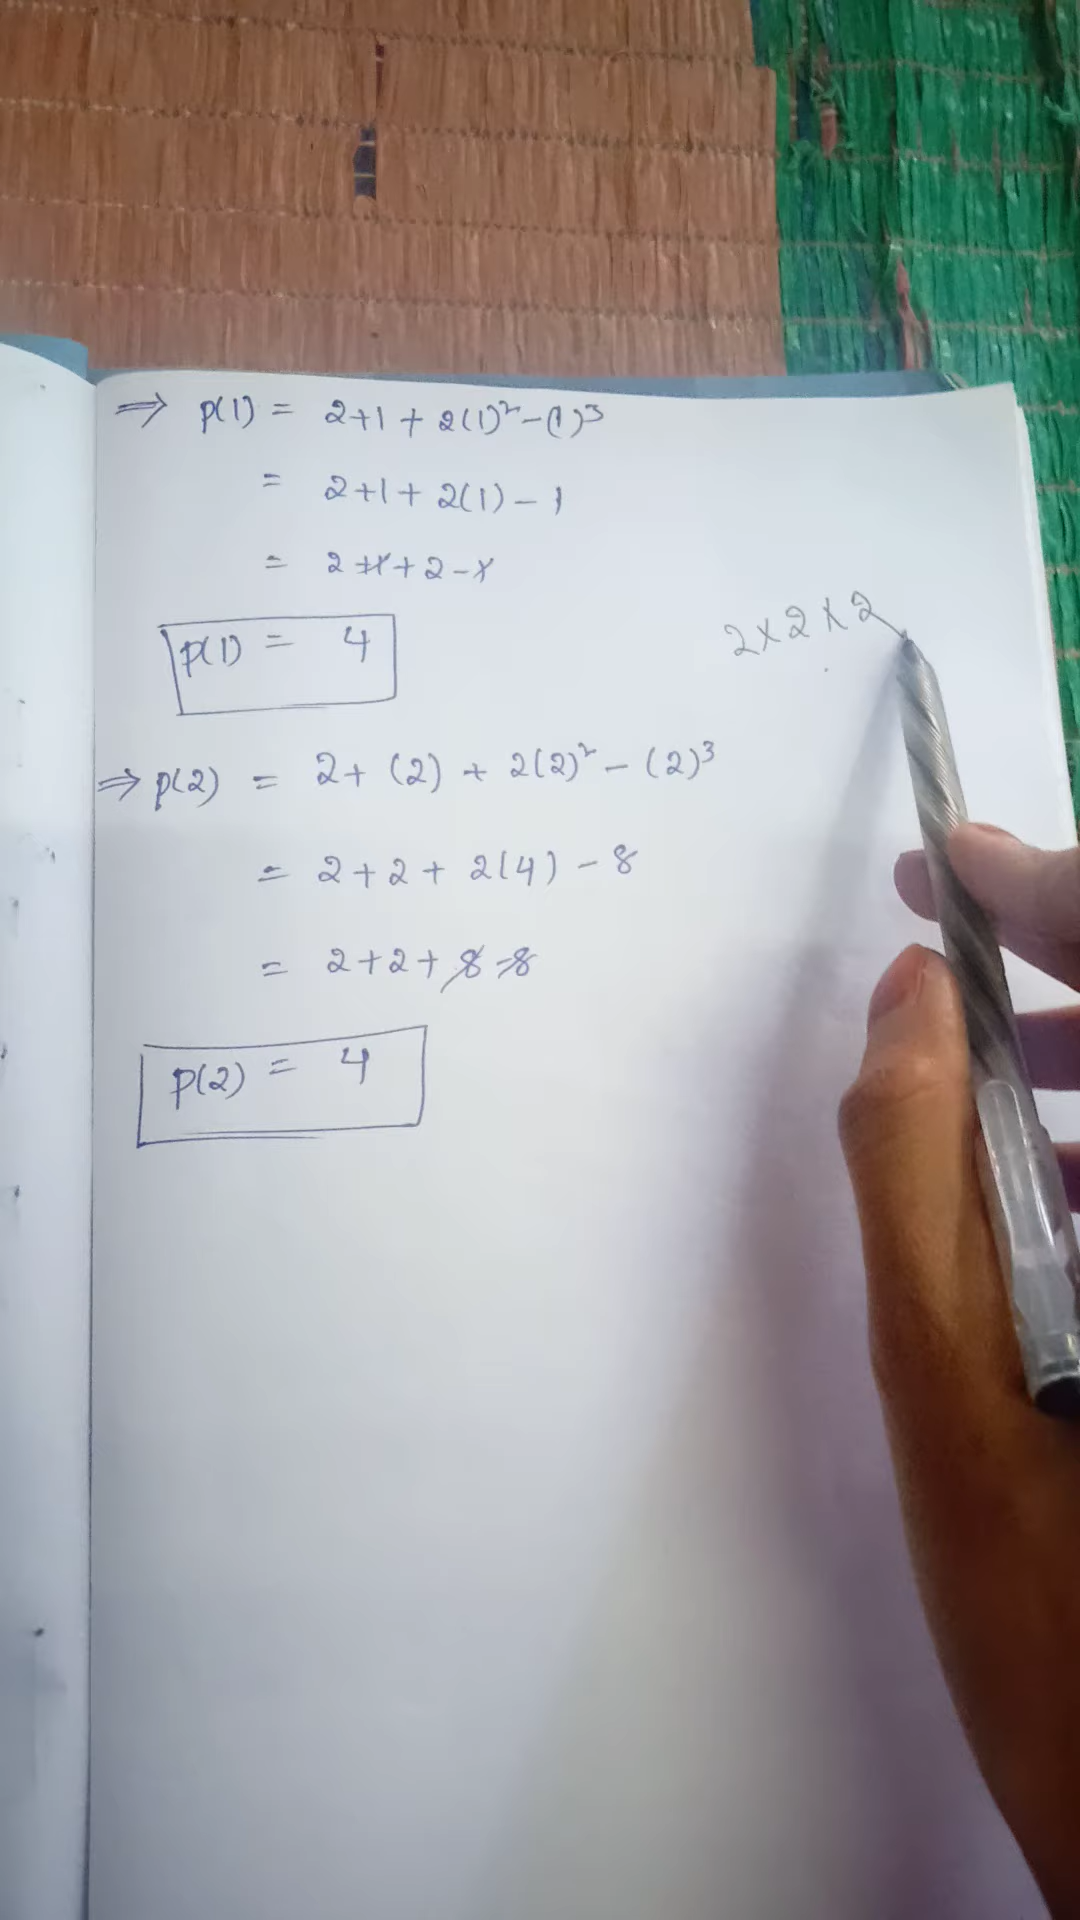 ⇒ p(1) = 2+1+2(1)²-(1)³
= 2+1+2(1)-1
= 2+1+2-1
p(1) = 4
2×2×2
⇒ p(2) = 2+(2)+2(2)²-(2)³
= 2+2+2(4)-8
= 2+2+8-8
p(2) = 4